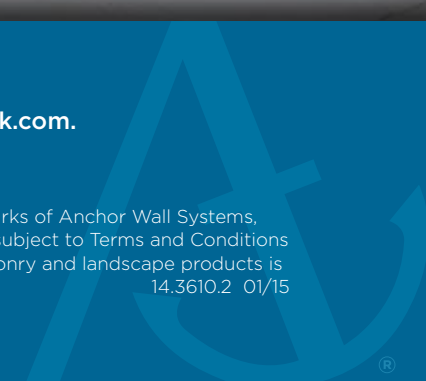 k.com.
rks of Anchor Wall Systems,
subject to Terms and Conditions
onry and landscape products is
14.3610.2 01/15
®